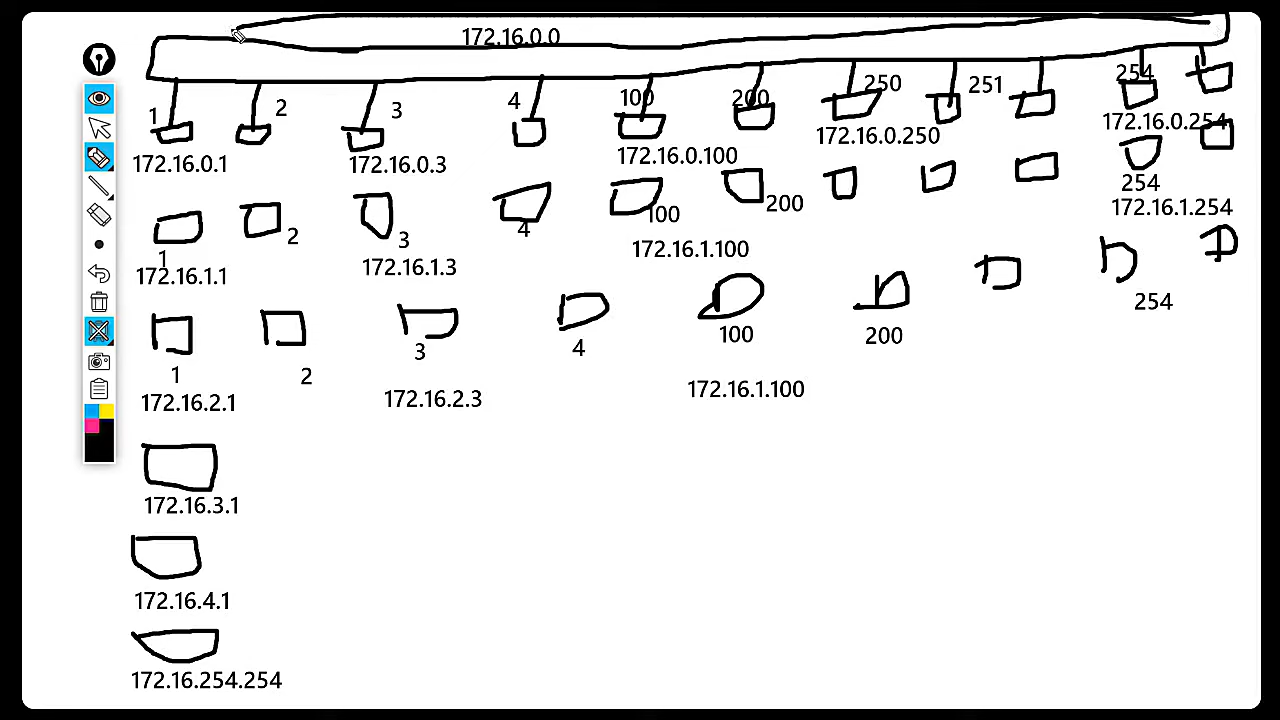 172.16.0.0
1 2 3 4 100 200 250 251 254
172.16.0.1 172.16.0.3 172.16.0.100 172.16.0.250 172.16.0.254
1 2 3 4 100 200 254
172.16.1.1 172.16.1.3 172.16.1.100 172.16.1.254
1 2 3 4 100 200 254
172.16.2.1 172.16.2.3 172.16.1.100
172.16.3.1
172.16.4.1
172.16.254.254